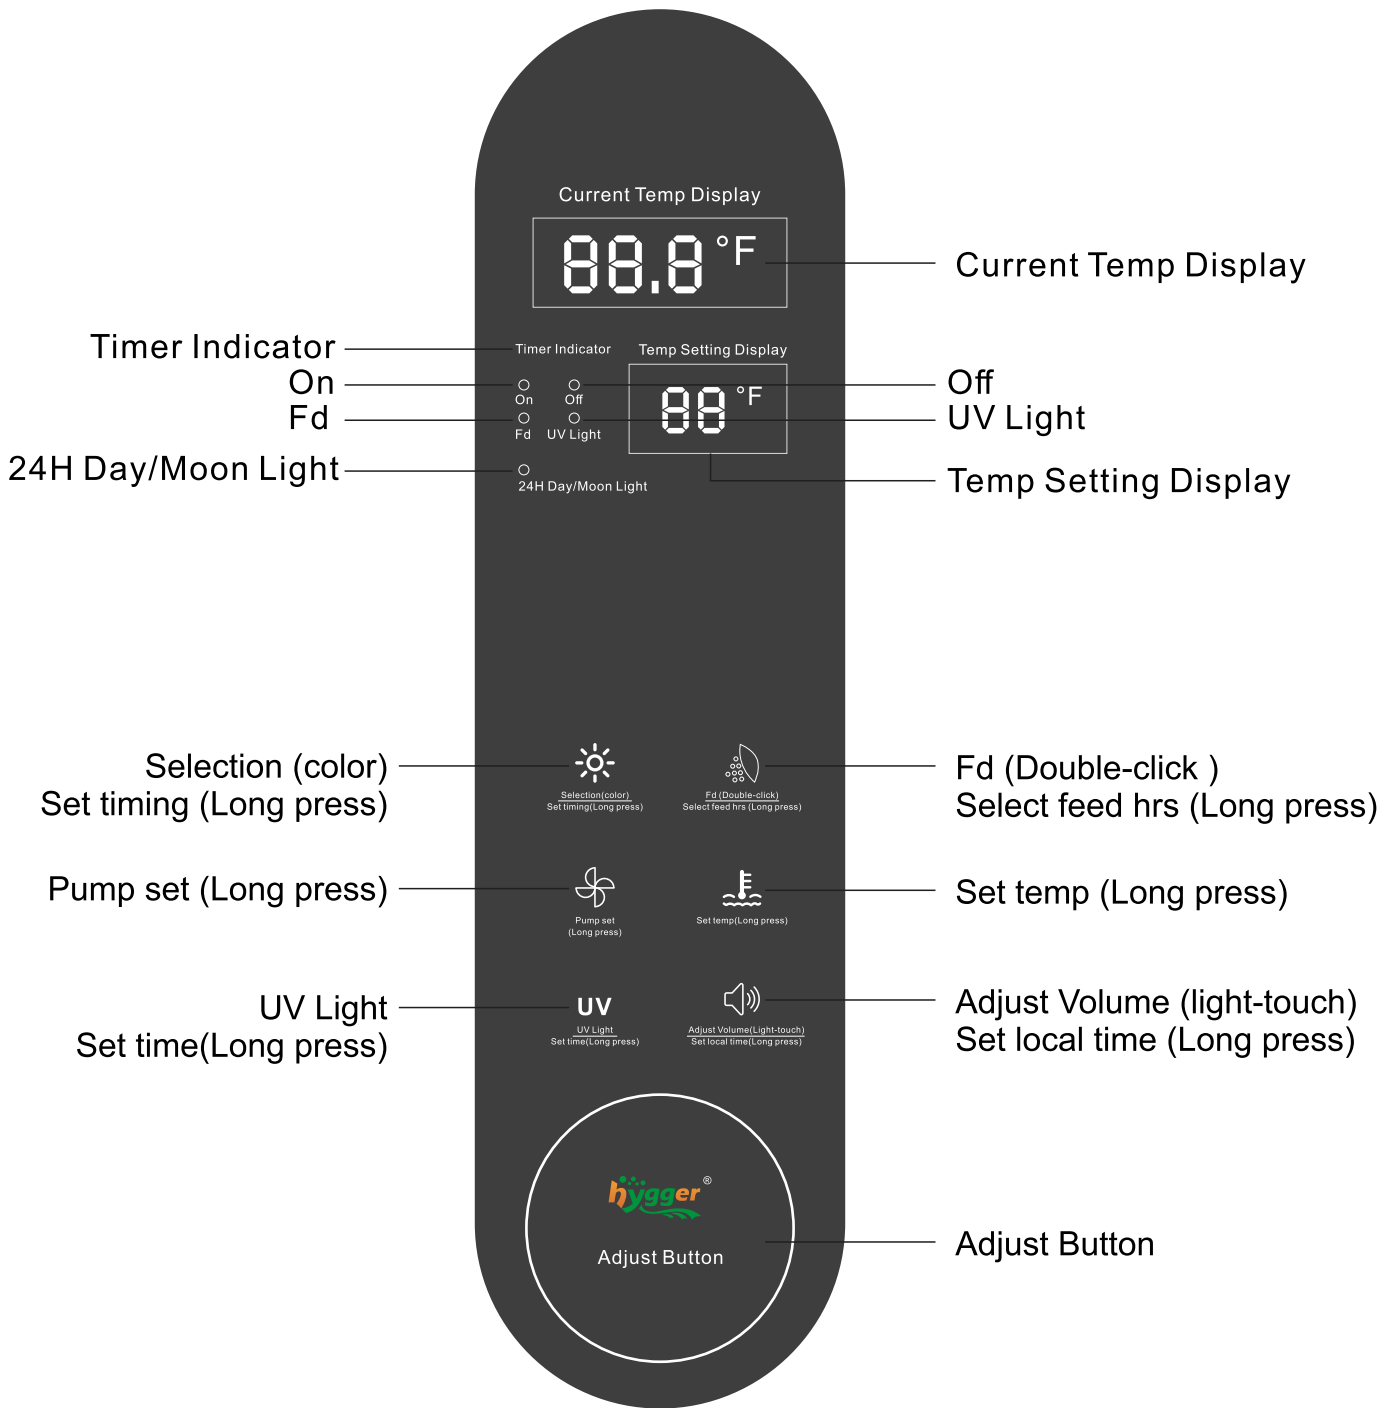 Current Temp Display
88.8 °F
Current Temp Display
Timer Indicator
Timer Indicator
Temp Setting Display
On
Off
On
Off
88 °F
Fd
UV Light
Fd
UV Light
24H Day/Moon Light
24H Day/Moon Light
Temp Setting Display
Selection (color)
Set timing (Long press)
Selection(color)
Set timing(Long press)
Fd (Double-click)
Select feed hrs (Long press)
Fd (Double-click )
Select feed hrs (Long press)
Pump set (Long press)
Pump set
(Long press)
Set temp(Long press)
Set temp (Long press)
UV Light
Set time(Long press)
UV
UV Light
Set time(Long press)
Adjust Volume(Light-touch)
Set local time(Long press)
Adjust Volume (light-touch)
Set local time (Long press)
hygger®
Adjust Button
Adjust Button